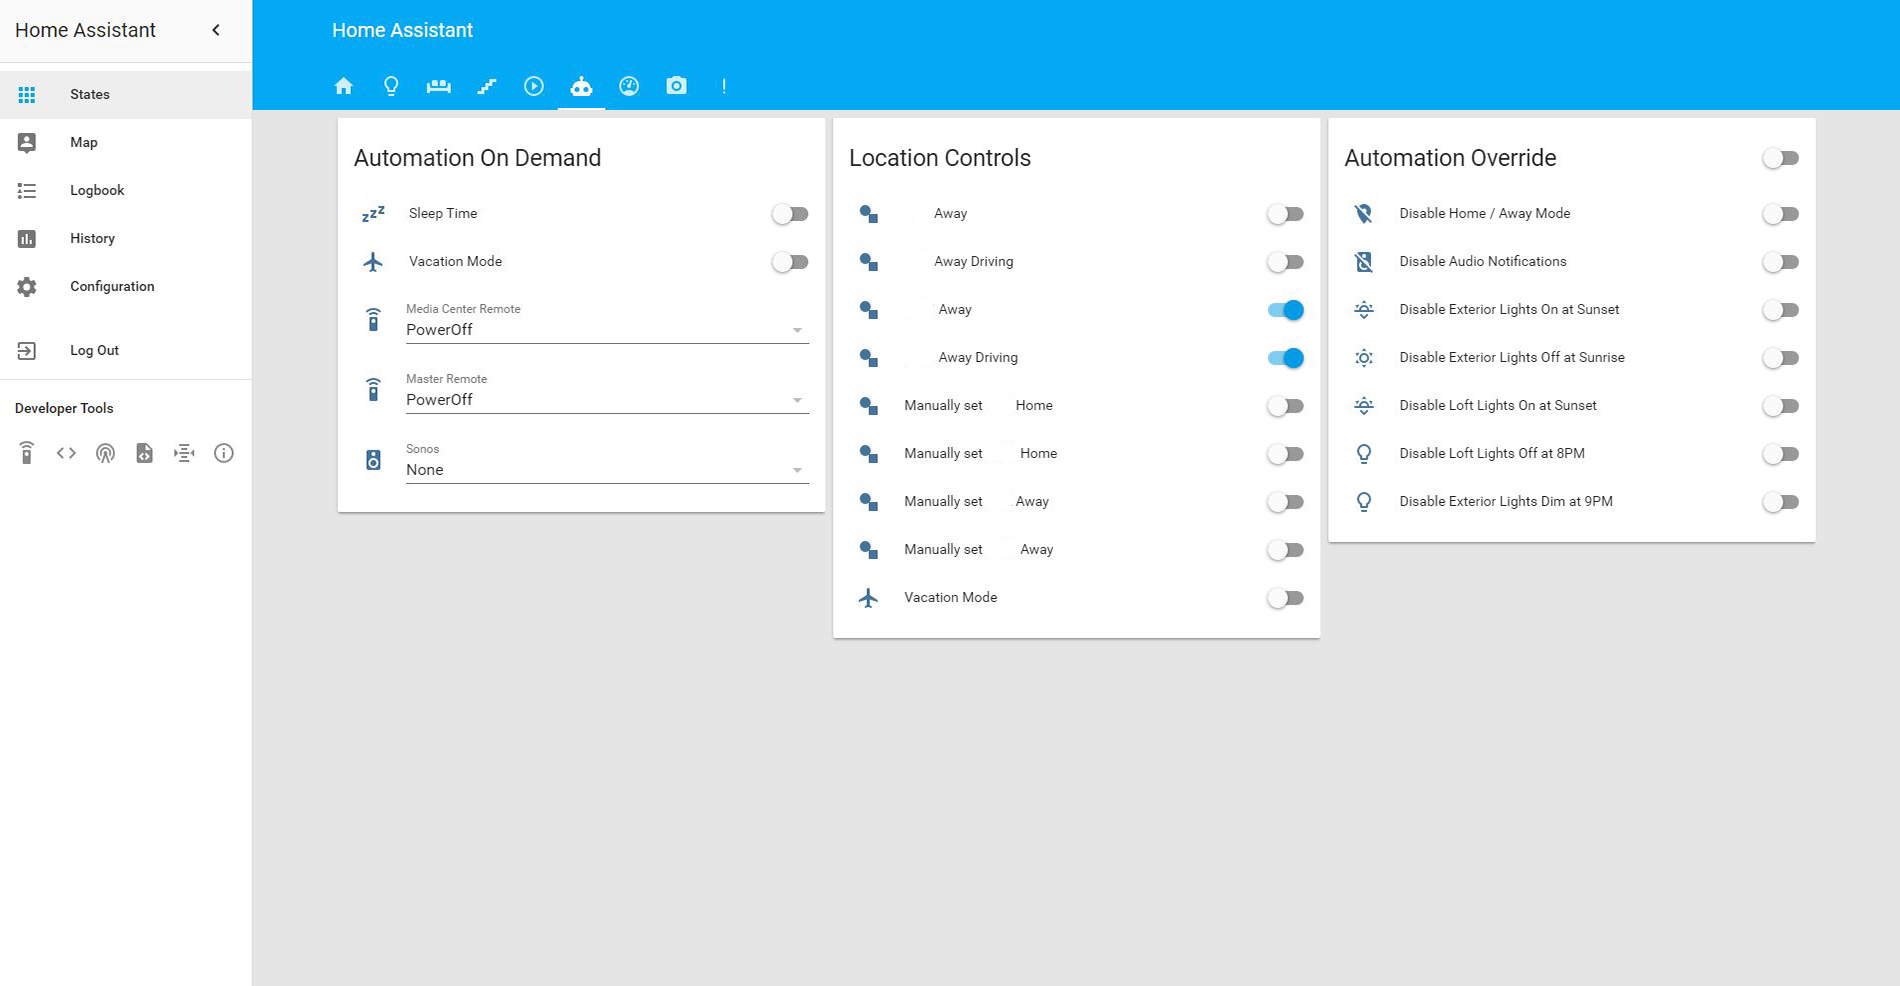 Home Assistant
States
Map
Logbook
History
Configuration
Log Out
Developer Tools
Home Assistant
Automation On Demand
zzZ
Sleep Time
Vacation Mode
Media Center Remote
PowerOff
Master Remote
PowerOff
Sonos
None
Location Controls
Away
Away Driving
Away
Away Driving
Manually set Home
Manually set Home
Manually set Away
Manually set Away
Vacation Mode
Automation Override
Disable Home / Away Mode
Disable Audio Notifications
Disable Exterior Lights On at Sunset
Disable Exterior Lights Off at Sunrise
Disable Loft Lights On at Sunset
Disable Loft Lights Off at 8PM
Disable Exterior Lights Dim at 9PM